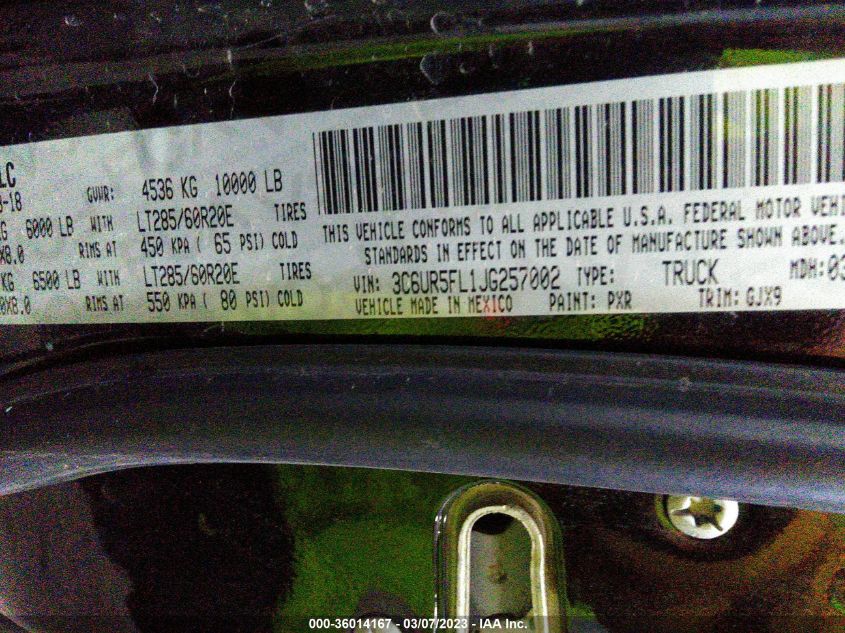 LC
-18
GVWR: 4536 KG 10000 LB
6000 LB WITH LT285/60R20E TIRES
X8.0 RIMS AT 450 KPA ( 65 PSI) COLD
KG 6500 LB WITH LT285/60R20E TIRES
0X8.0 RIMS AT 550 KPA ( 80 PSI) COLD
THIS VEHICLE CONFORMS TO ALL APPLICABLE U.S.A. FEDERAL MOTOR VEHI
STANDARDS IN EFFECT ON THE DATE OF MANUFACTURE SHOWN ABOVE.
VIN: 3C6UR5FL1JG257002 TYPE: TRUCK MDH: 03
VEHICLE MADE IN MEXICO PAINT: PXR TRIM: GJX9
000-36014167 - 03/07/2023 - IAA Inc.